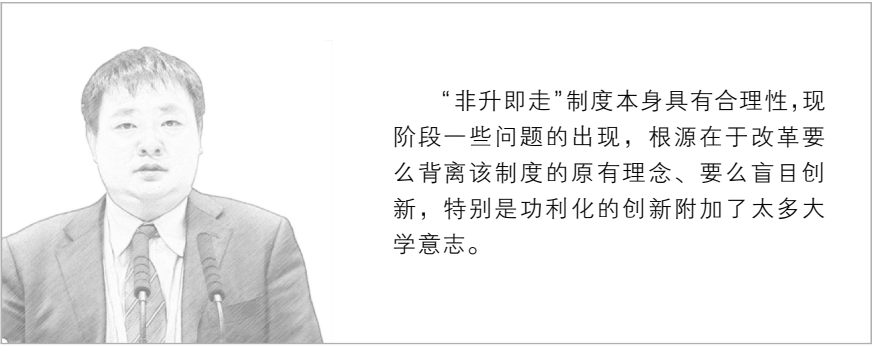 “非升即走”制度本身具有合理性,现
阶段一些问题的出现，根源在于改革要
么背离该制度的原有理念、要么盲目创
新，特别是功利化的创新附加了太多大
学意志。